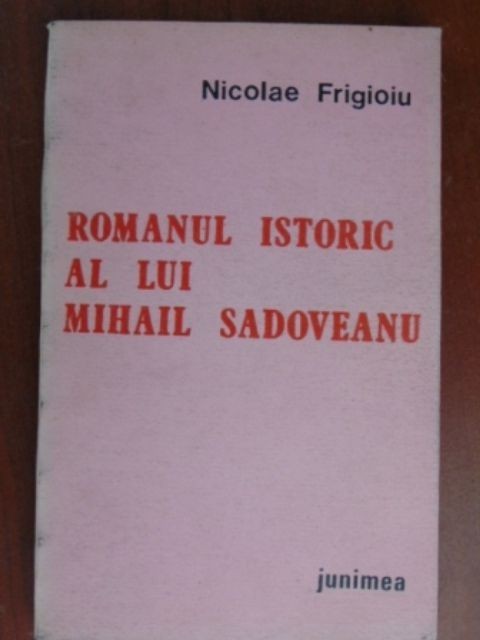 Nicolae Frigioiu
ROMANUL ISTORIC
AL LUI
MIHAIL SADOVEANU
junimea